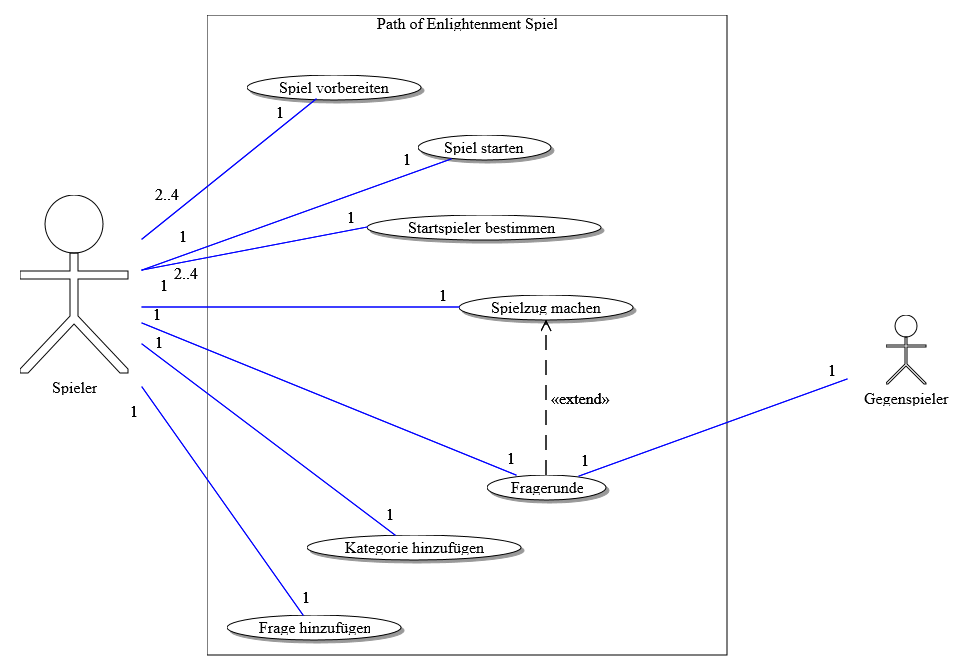 Path of Enlightenment Spiel
Spiel vorbereiten
1
Spiel starten
1
2..4
1
Startspieler bestimmen
1
2..4
1
1
Spielzug machen
1
1
1
Gegenspieler
Spieler
«extend»
1
1
1
Fragerunde
1
Kategorie hinzufügen
1
Frage hinzufügen